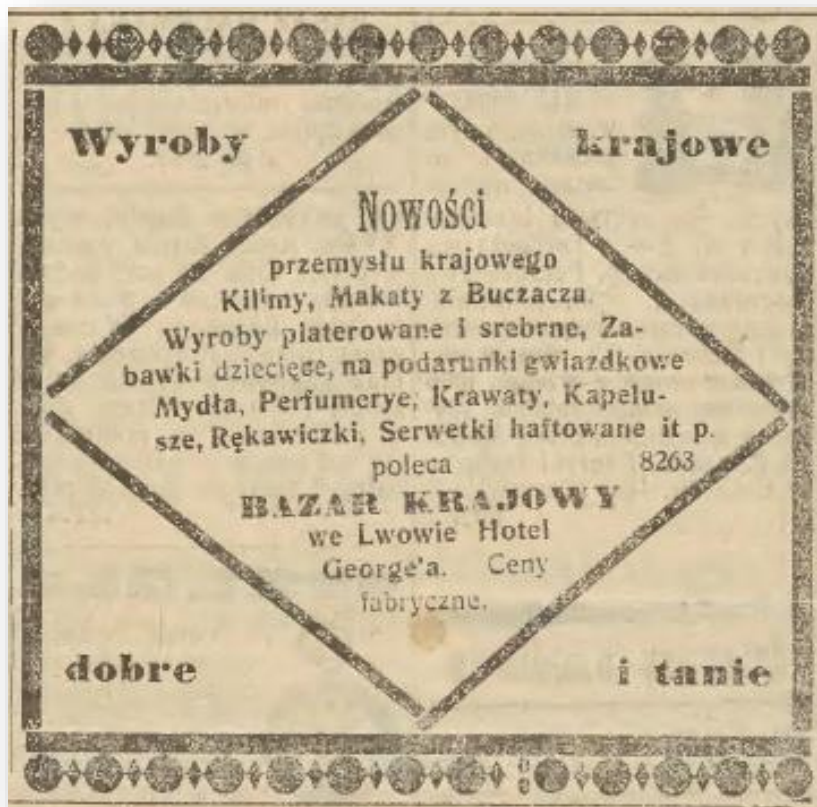 Wyroby krajowe
Nowości
przemysłu krajowego
Kilimy, Makaty z Buczacza.
Wyroby platerowane i srebrne, Za-
bawki dziecięce, na podarunki gwiazdkowe
Mydła, Perfumerye, Krawaty, Kapelu-
sze, Rękawiczki, Serwetki haftowane it p.
poleca 8263
BAZAR KRAJOWY
we Lwowie Hotel
George'a. Ceny
fabryczne.
dobre i tanie